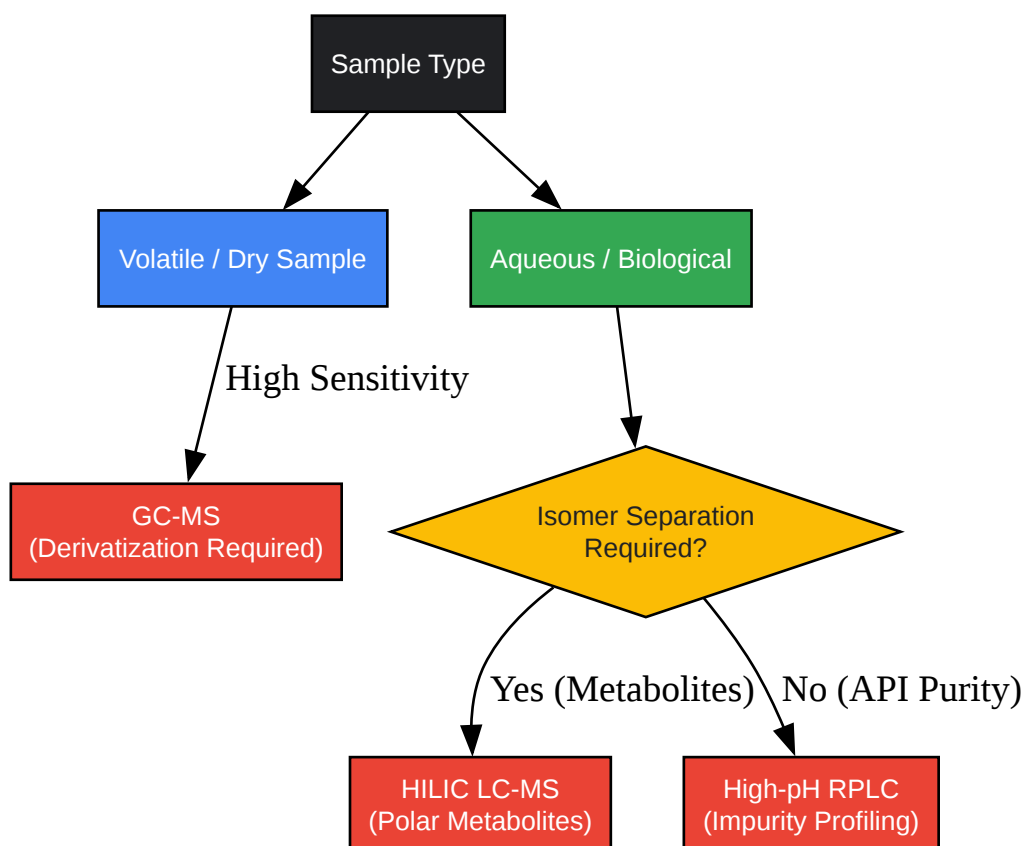 Sample Type
Volatile / Dry Sample
Aqueous / Biological
High Sensitivity
GC-MS
(Derivatization Required)
Isomer Separation
Required?
Yes (Metabolites)
No (API Purity)
HILIC LC-MS
(Polar Metabolites)
High-pH RPLC
(Impurity Profiling)